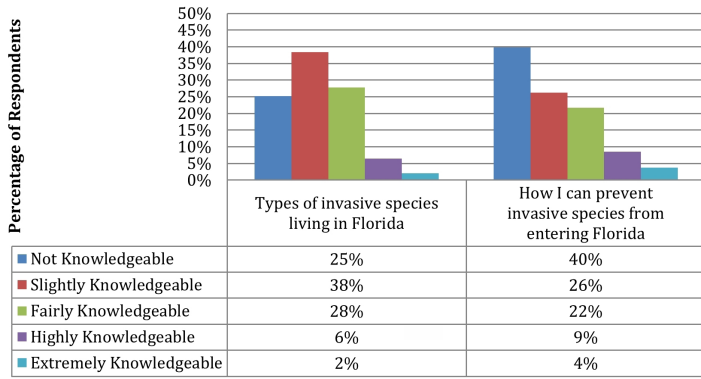 Percentage of Respondents
50%
45%
40%
35%
30%
25%
20%
15%
10%
5%
0%
Types of invasive species
living in Florida
How I can prevent
invasive species from
entering Florida
Not Knowledgeable 25% 40%
Slightly Knowledgeable 38% 26%
Fairly Knowledgeable 28% 22%
Highly Knowledgeable 6% 9%
Extremely Knowledgeable 2% 4%